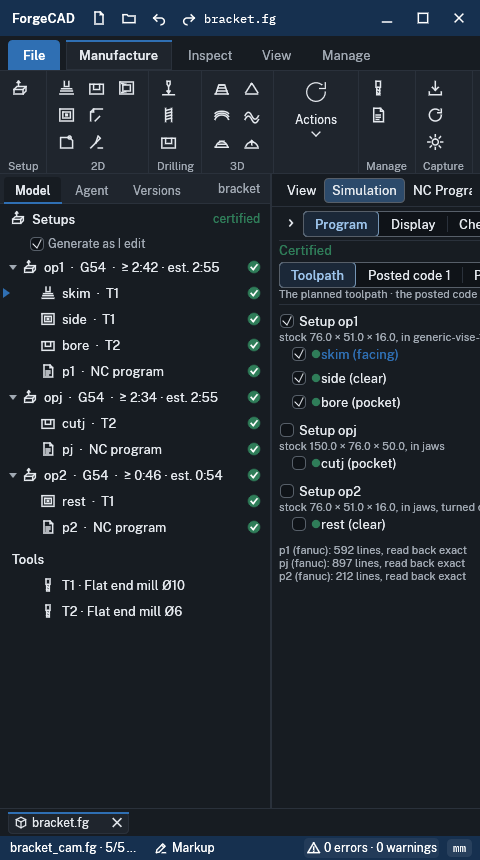 ForgeCAD bracket.fg
File Manufacture Inspect View Manage
Actions
Setup 2D Drilling 3D Manage Capture
Model Agent Versions bracket
Setups certified
Generate as I edit
op1 · G54 · ≥ 2:42 · est. 2:55
skim · T1
side · T1
bore · T2
p1 · NC program
opj · G54 · ≥ 2:34 · est. 2:55
cutj · T2
pj · NC program
op2 · G54 · ≥ 0:46 · est. 0:54
rest · T1
p2 · NC program
Tools
T1 · Flat end mill Ø10
T2 · Flat end mill Ø6
View Simulation NC Progra
Program Display Che
Certified
Toolpath Posted code 1 P
The planned toolpath · the posted code
Setup op1
stock 76.0 × 51.0 × 16.0, in generic-vise-
skim (facing)
side (clear)
bore (pocket)
Setup opj
stock 150.0 × 76.0 × 50.0, in jaws
cutj (pocket)
Setup op2
stock 76.0 × 51.0 × 16.0, in jaws, turned
rest (clear)
p1 (fanuc): 592 lines, read back exact
pj (fanuc): 897 lines, read back exact
p2 (fanuc): 212 lines, read back exact
bracket.fg
bracket_cam.fg · 5/5... Markup 0 errors · 0 warnings mm